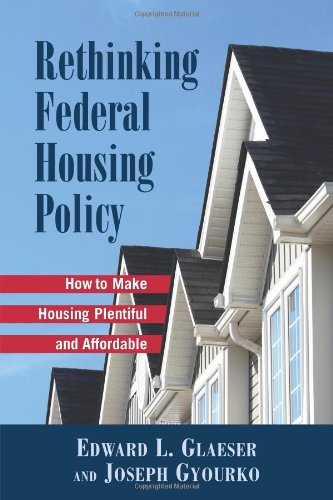 Rethinking
Federal
Housing
Policy
How to Make
Housing Plentiful
and Affordable
Edward L. Glaeser
and Joseph Gyourko